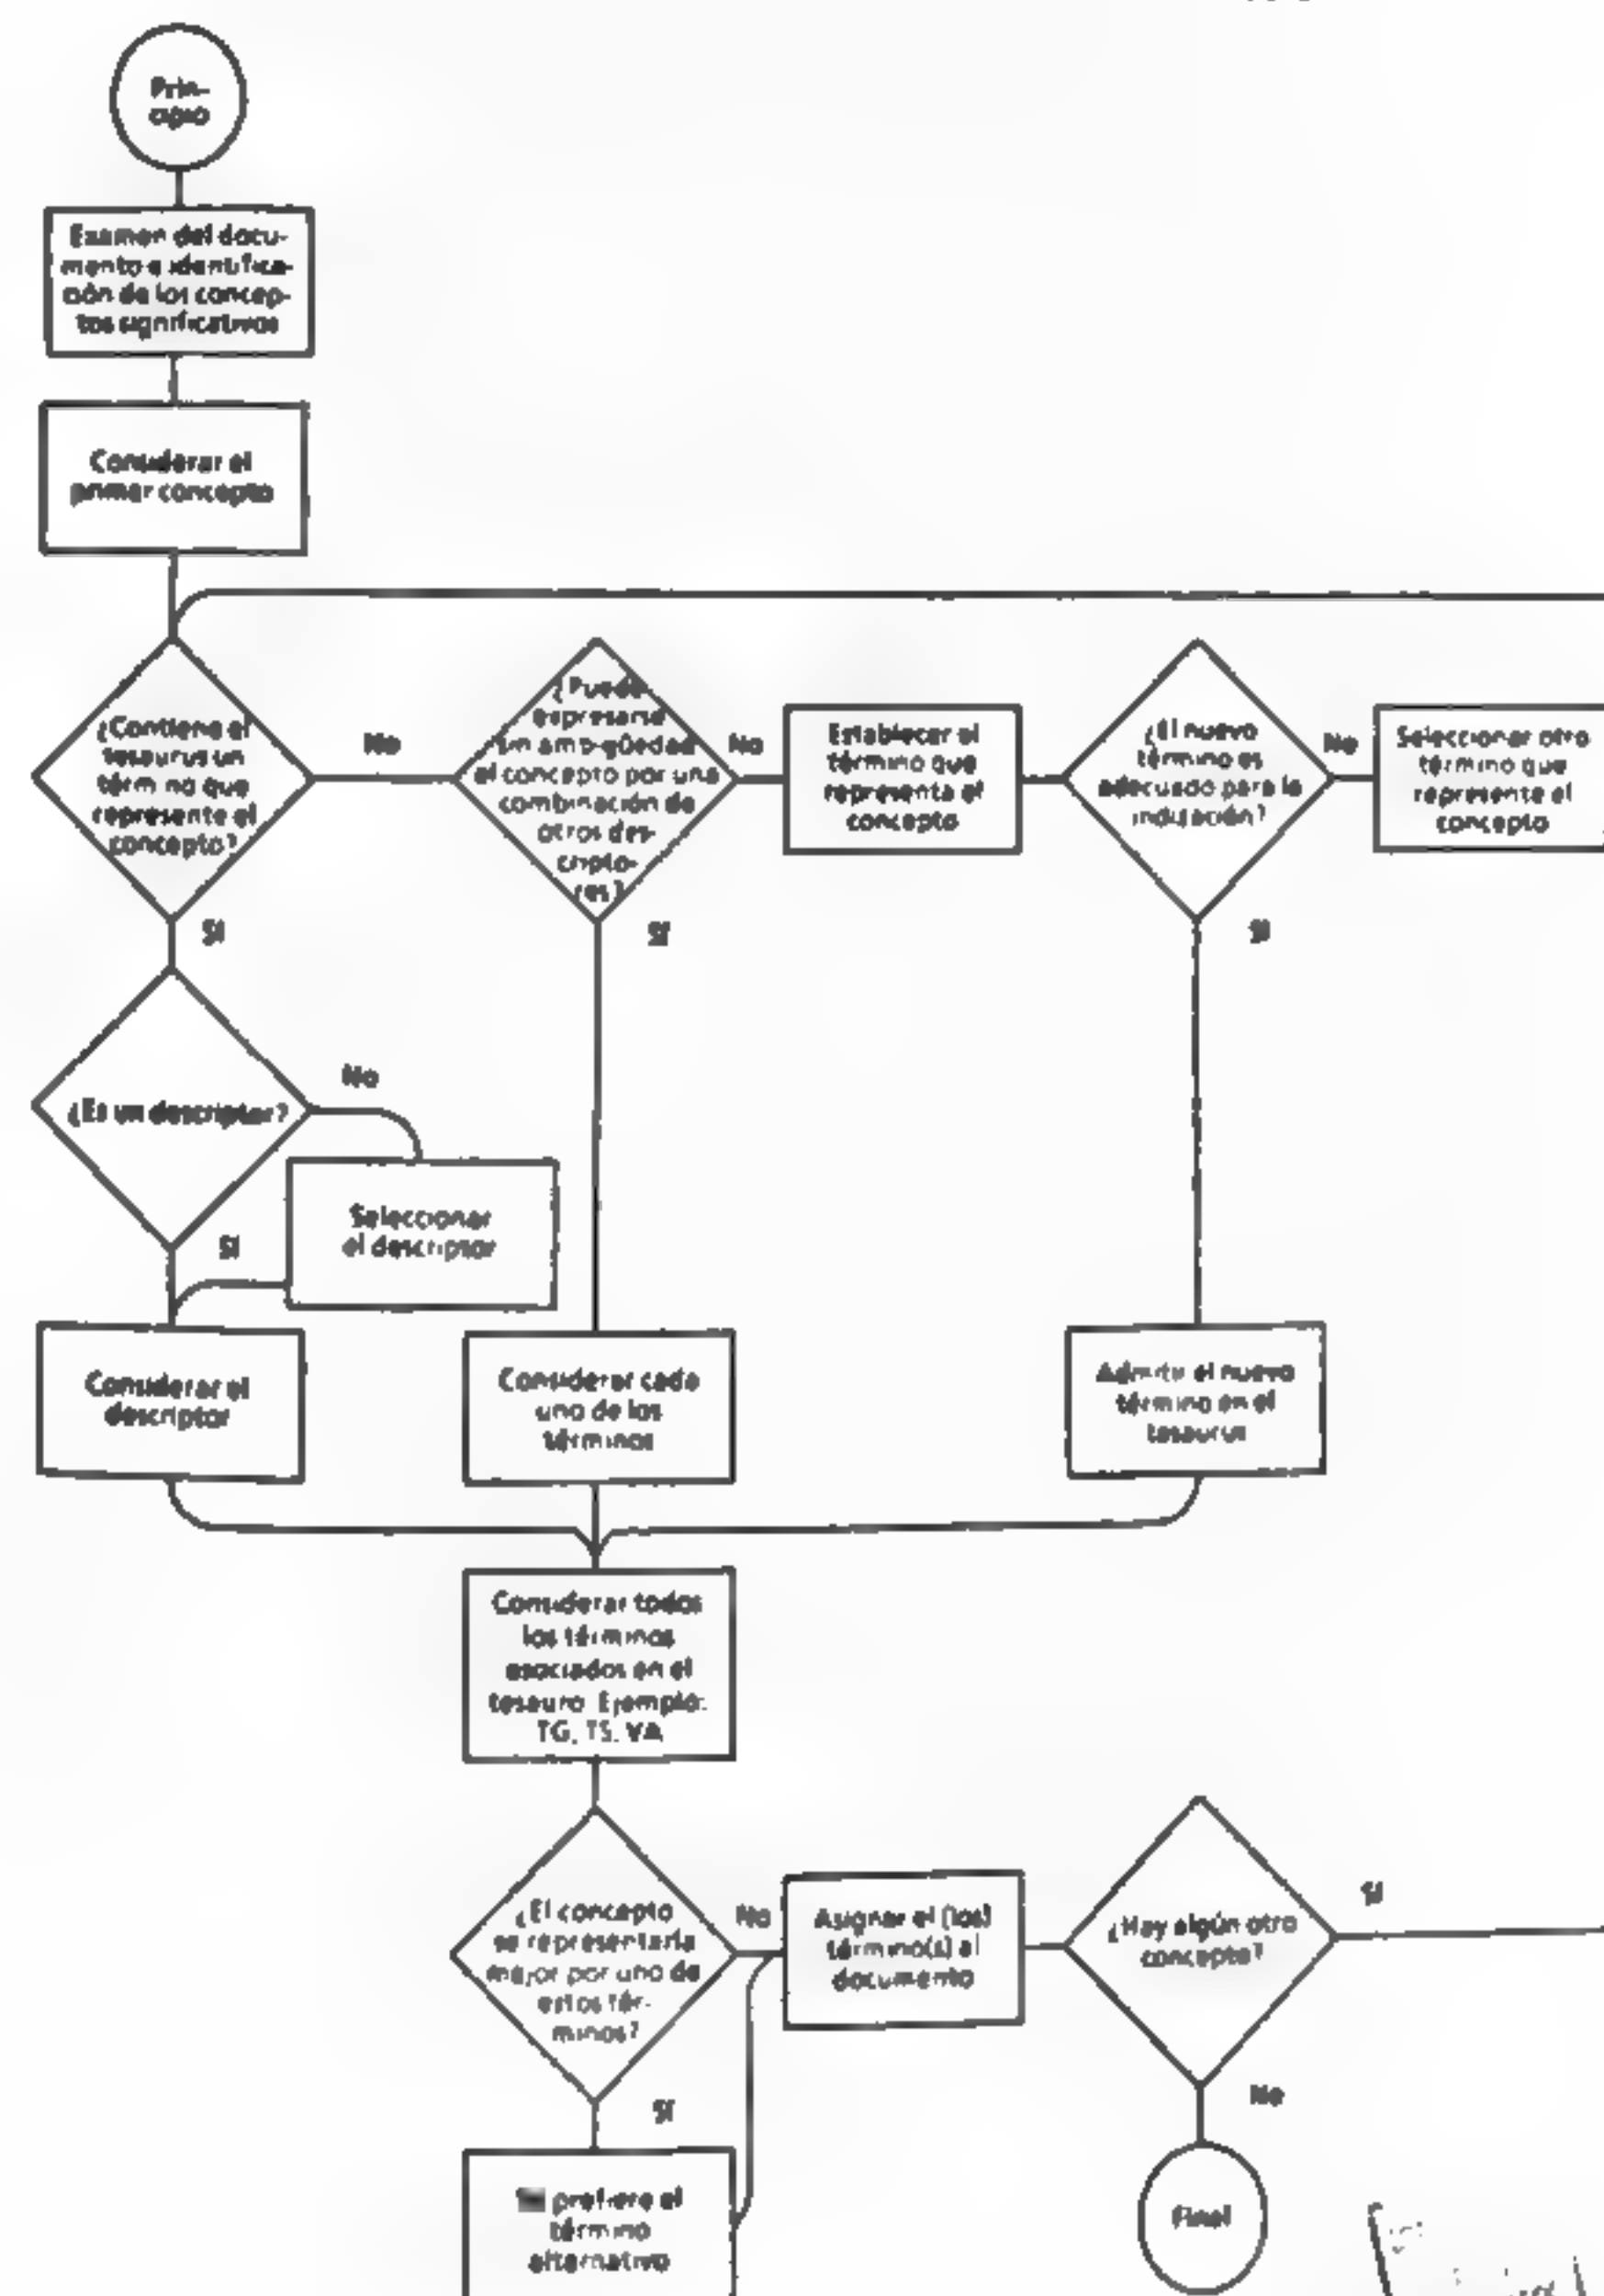 Prin-
cipio
Examen del docu-
mento e identifica-
ción de los concep-
tos significativos
Considerar el
primer concepto
¿Contiene el
tesaurus un
término que
represente el
concepto?
No
¿Puede
expresarse
sin ambigüedad
el concepto por una
combinación de
otros des-
cripto-
res?
No
Establecer el
término que
representa el
concepto
¿El nuevo
término es
adecuado para la
indización?
No
Seleccionar otro
término que
represente el
concepto
SI
SI
SI
¿Es un descriptor?
No
Seleccionar
el descriptor
SI
Considerar el
descriptor
Considerar cada
uno de los
términos
Admitir el nuevo
término en el
tesaurus
Considerar todos
los términos
asociados en el
tesauro. Ejemplo:
TG, TS, VA
¿El concepto
se representaría
mejor por uno de
estos tér-
minos?
No
Asignar el (los)
término(s) al
documento
¿Hay algún otro
concepto?
SI
SI
No
prefiere el
término
alternativo
Final